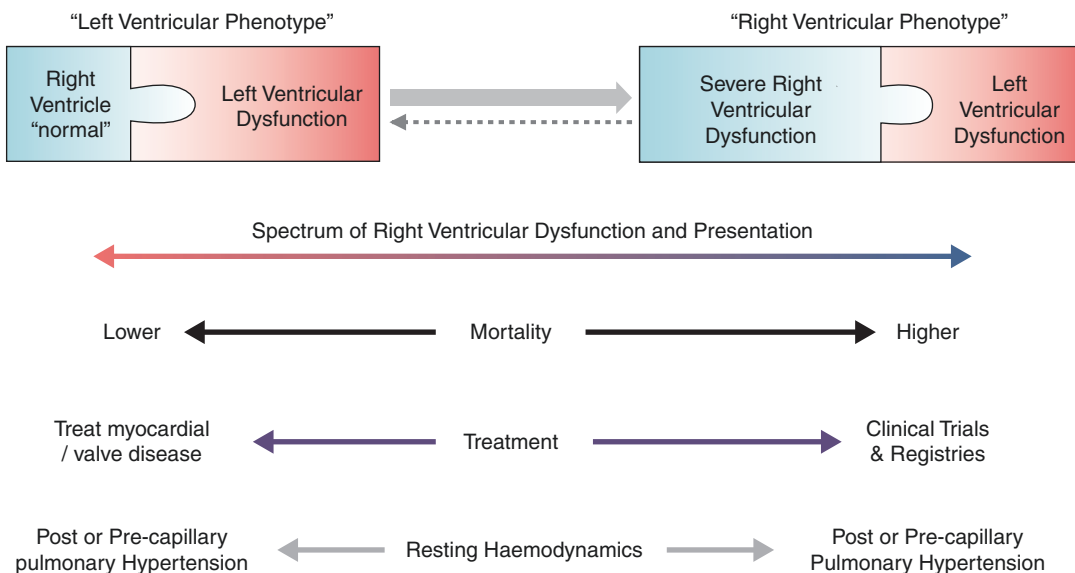 “Left Ventricular Phenotype”
“Right Ventricular Phenotype”
Right
Ventricle
“normal”
Left Ventricular
Dysfunction
Severe Right
Ventricular
Dysfunction
Left
Ventricular
Dysfunction
Spectrum of Right Ventricular Dysfunction and Presentation
Lower
Mortality
Higher
Treat myocardial
/ valve disease
Treatment
Clinical Trials
& Registries
Post or Pre-capillary
pulmonary Hypertension
Resting Haemodynamics
Post or Pre-capillary
Pulmonary Hypertension